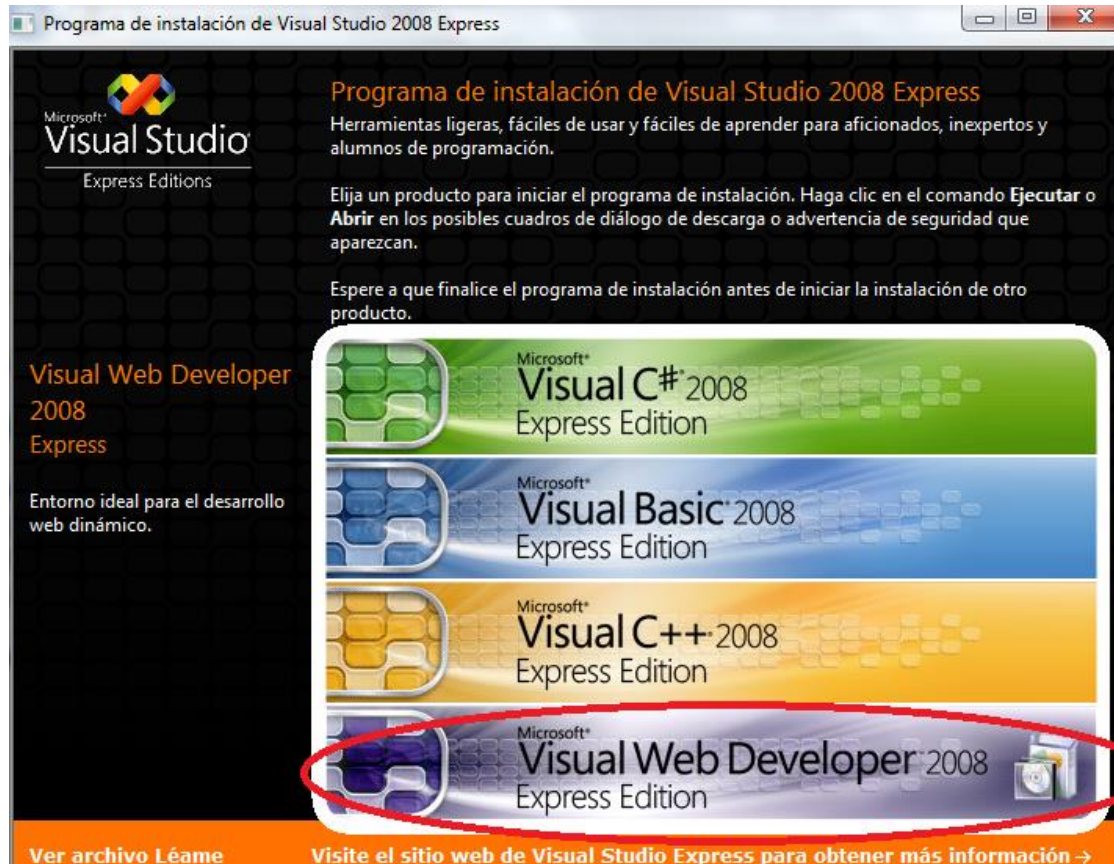 Programa de instalación de Visual Studio 2008 Express
Microsoft
Visual Studio
Express Editions
Programa de instalación de Visual Studio 2008 Express
Herramientas ligeras, fáciles de usar y fáciles de aprender para aficionados, inexpertos y
alumnos de programación.
Elija un producto para iniciar el programa de instalación. Haga clic en el comando Ejecutar o
Abrir en los posibles cuadros de diálogo de descarga o advertencia de seguridad que
aparezcan.
Espere a que finalice el programa de instalación antes de iniciar la instalación de otro
producto.
Visual Web Developer
2008
Express
Entorno ideal para el desarrollo
web dinámico.
Microsoft
Visual C# 2008
Express Edition
Microsoft
Visual Basic 2008
Express Edition
Microsoft
Visual C++ 2008
Express Edition
Microsoft
Visual Web Developer 2008
Express Edition
Ver archivo Léame
Visite el sitio web de Visual Studio Express para obtener más información →